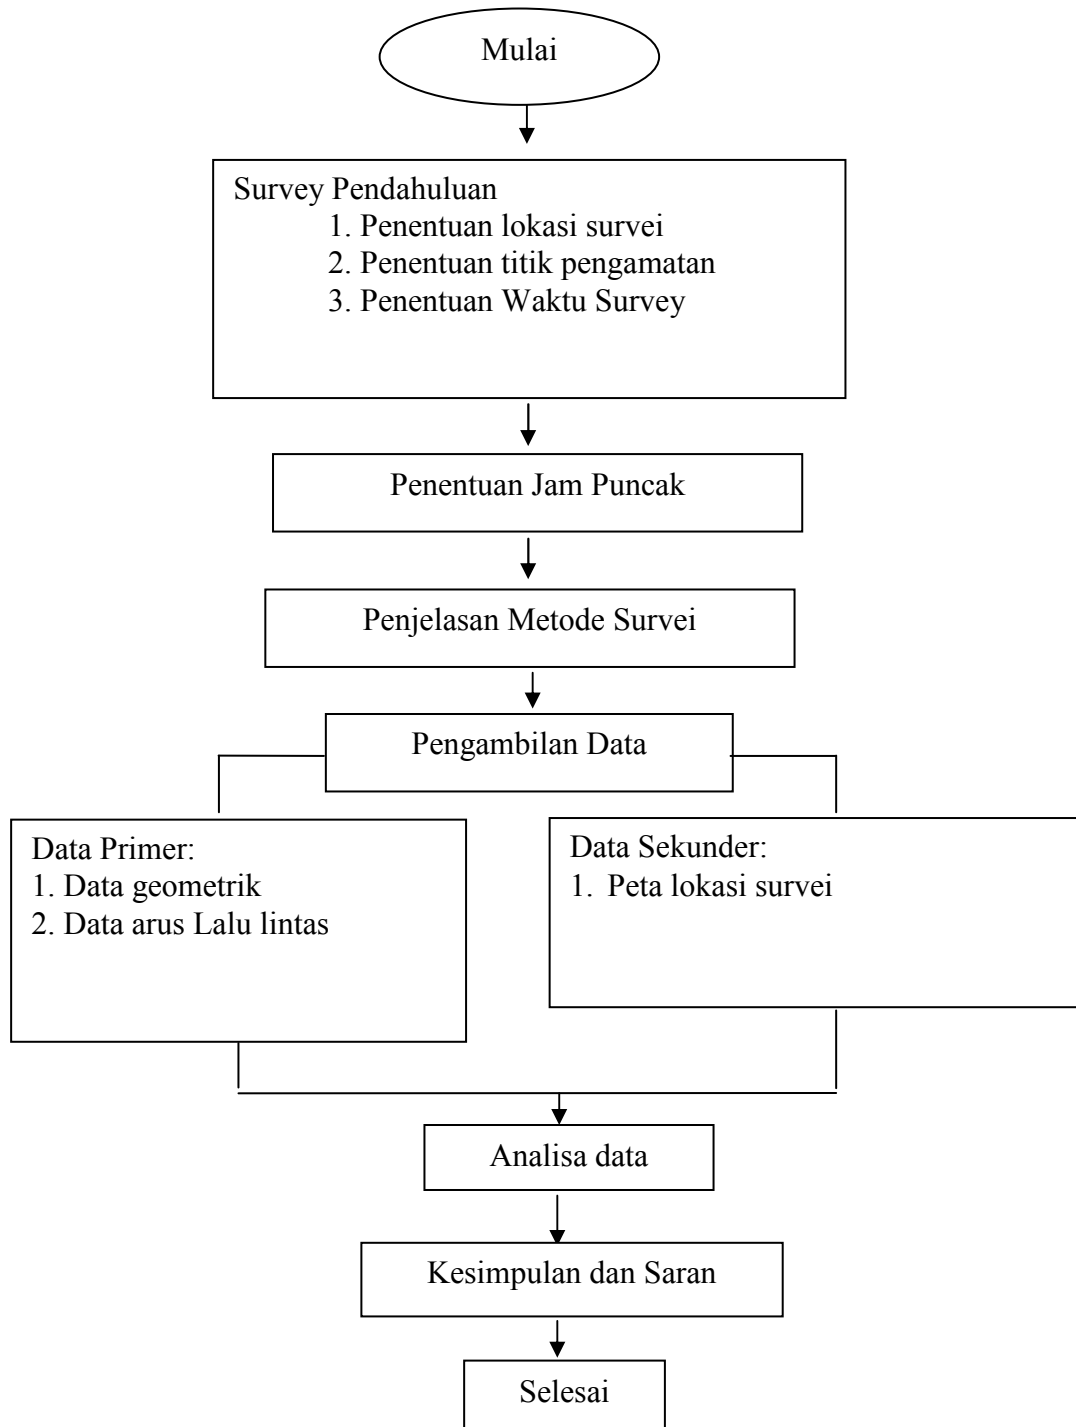 Mulai
Survey Pendahuluan
1. Penentuan lokasi survei
2. Penentuan titik pengamatan
3. Penentuan Waktu Survey
Penentuan Jam Puncak
Penjelasan Metode Survei
Pengambilan Data
Data Primer:
1. Data geometrik
2. Data arus Lalu lintas
Data Sekunder:
1. Peta lokasi survei
Analisa data
Kesimpulan dan Saran
Selesai